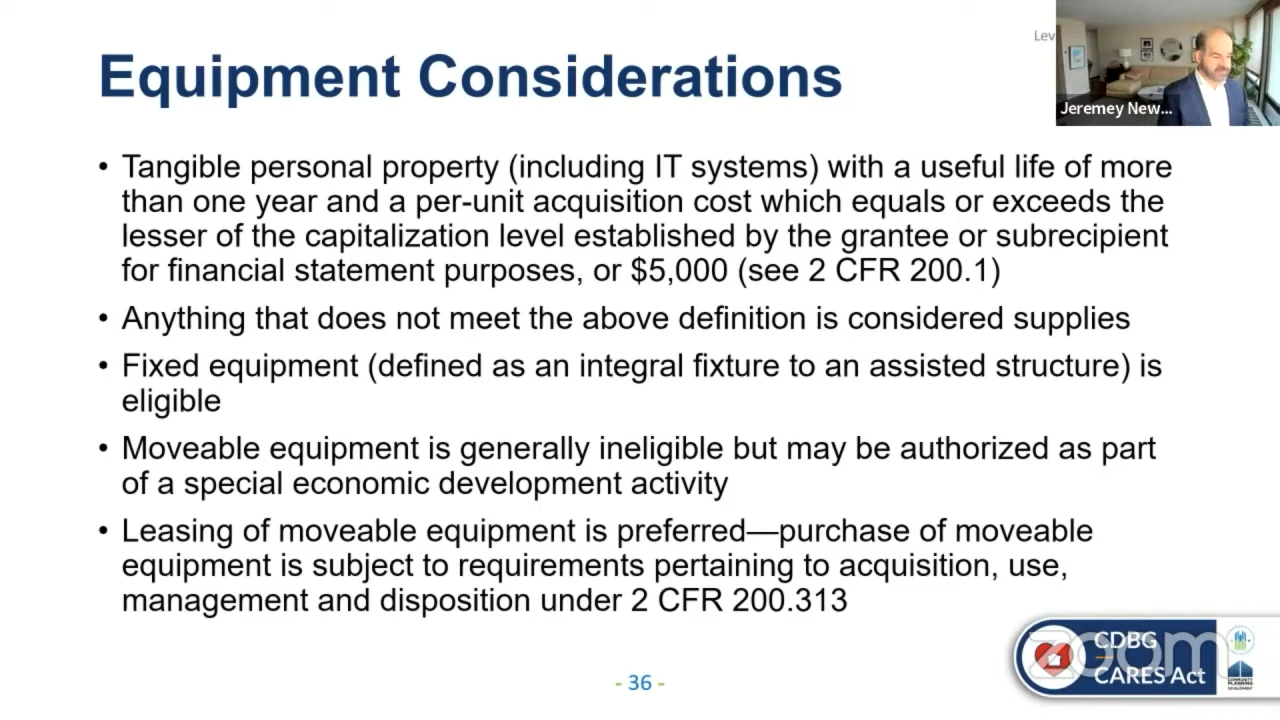 Equipment Considerations
Lev
Jeremey New...
• Tangible personal property (including IT systems) with a useful life of more
than one year and a per-unit acquisition cost which equals or exceeds the
lesser of the capitalization level established by the grantee or subrecipient
for financial statement purposes, or $5,000 (see 2 CFR 200.1)
• Anything that does not meet the above definition is considered supplies
• Fixed equipment (defined as an integral fixture to an assisted structure) is
eligible
• Moveable equipment is generally ineligible but may be authorized as part
of a special economic development activity
• Leasing of moveable equipment is preferred—purchase of moveable
equipment is subject to requirements pertaining to acquisition, use,
management and disposition under 2 CFR 200.313
CDBG
CARES Act
zoom
COMMUNITY
PLANNING
DEVELOPMENT
- 36 -